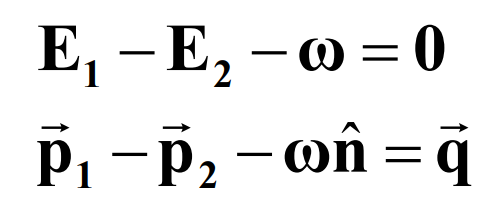 E₁ − E₂ − ω = 0
p⃗₁ − p⃗₂ − ωn̂ = q⃗